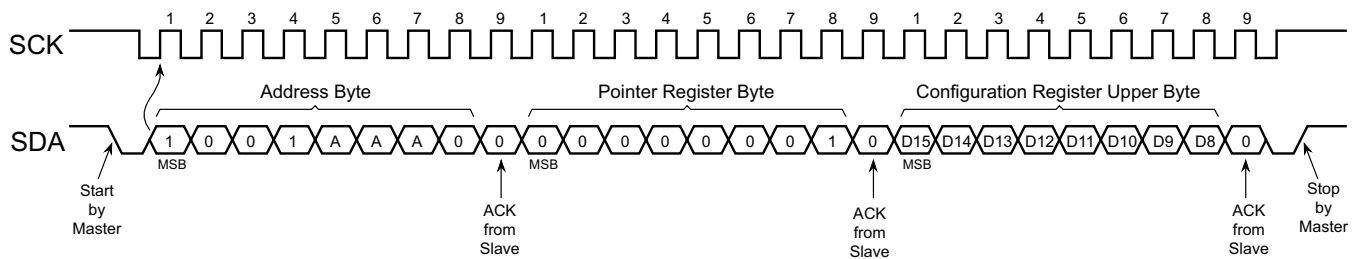 1 2 3 4 5 6 7 8 9 1 2 3 4 5 6 7 8 9 1 2 3 4 5 6 7 8 9
SCK
Address Byte Pointer Register Byte Configuration Register Upper Byte
SDA 1 0 0 1 A A A 0 0 0 0 0 0 0 0 0 1 0 D15 D14 D13 D12 D11 D10 D9 D8 0
MSB MSB MSB
Start
by
Master
ACK
from
Slave
ACK
from
Slave
ACK
from
Slave
Stop
by
Master